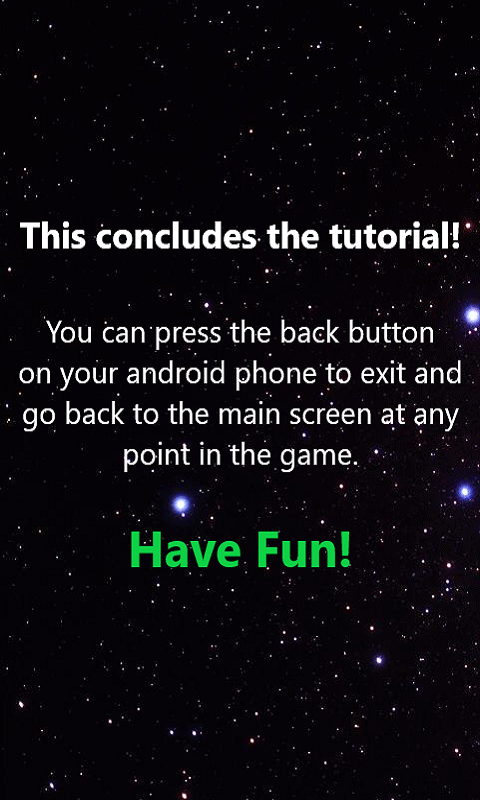 This concludes the tutorial!
You can press the back button
on your android phone to exit and
go back to the main screen at any
point in the game.
Have Fun!